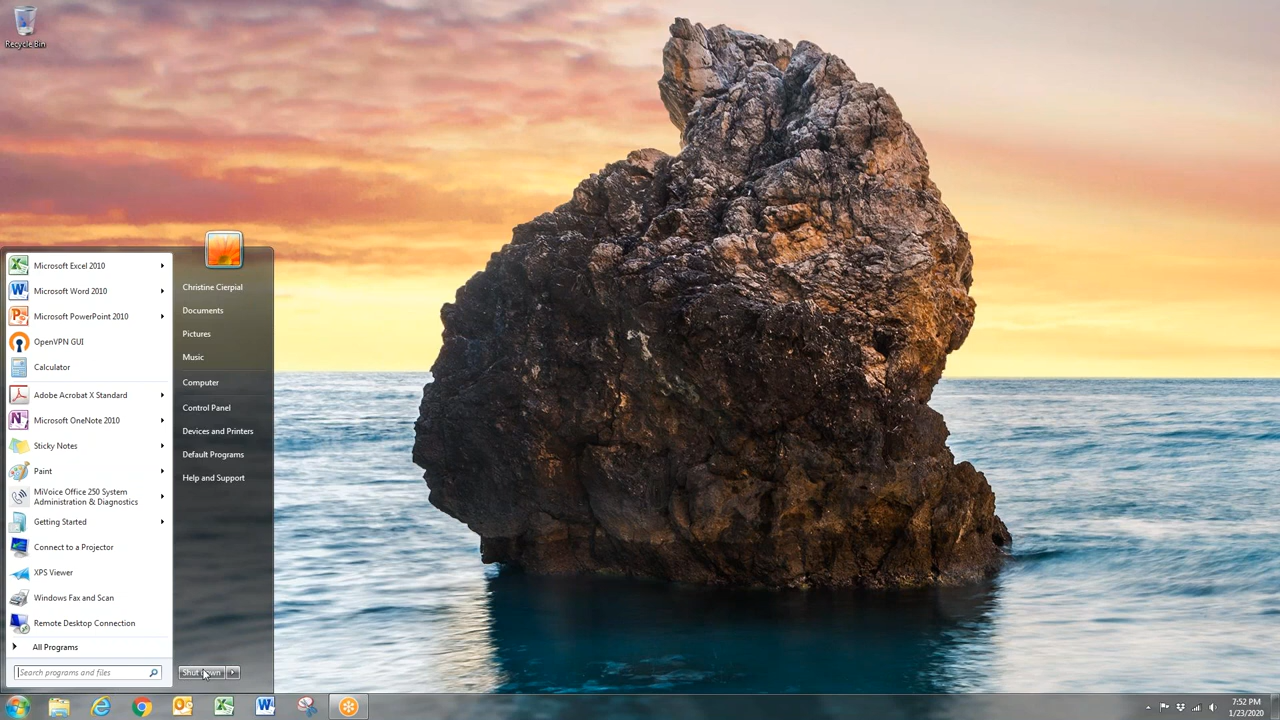 Recycle Bin
Microsoft Excel 2010
Microsoft Word 2010
Microsoft PowerPoint 2010
OpenVPN GUI
Calculator
Adobe Acrobat X Standard
Microsoft OneNote 2010
Sticky Notes
Paint
MiVoice Office 250 System
Administration & Diagnostics
Getting Started
Connect to a Projector
XPS Viewer
Windows Fax and Scan
Remote Desktop Connection
All Programs
Search programs and files
Christine Cierpial
Documents
Pictures
Music
Computer
Control Panel
Devices and Printers
Default Programs
Help and Support
Shut down
7:52 PM
1/23/2020